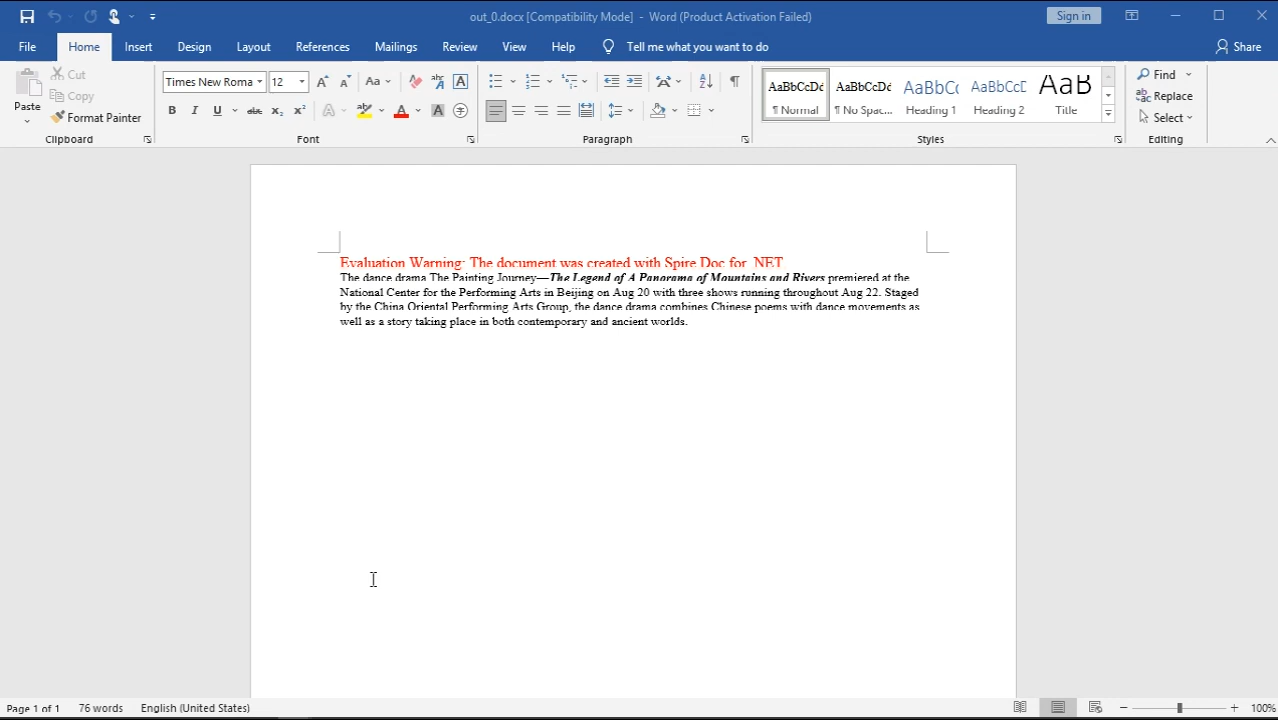 out_0.docx [Compatibility Mode] - Word (Product Activation Failed)
Sign in
File Home Insert Design Layout References Mailings Review View Help Tell me what you want to do Share
Paste
Cut
Copy
Format Painter
Clipboard
Times New Roma 12
Font
Paragraph
AaBbCcDd AaBbCcDd AaBbCc AaBbCcD AaB
¶ Normal ¶ No Spac... Heading 1 Heading 2 Title
Styles
Find
Replace
Select
Editing
Evaluation Warning: The document was created with Spire.Doc for .NET
The dance drama The Painting Journey—The Legend of A Panorama of Mountains and Rivers premiered at the
National Center for the Performing Arts in Beijing on Aug 20 with three shows running throughout Aug 22. Staged
by the China Oriental Performing Arts Group, the dance drama combines Chinese poems with dance movements as
well as a story taking place in both contemporary and ancient worlds.
Page 1 of 1 76 words English (United States) 100%